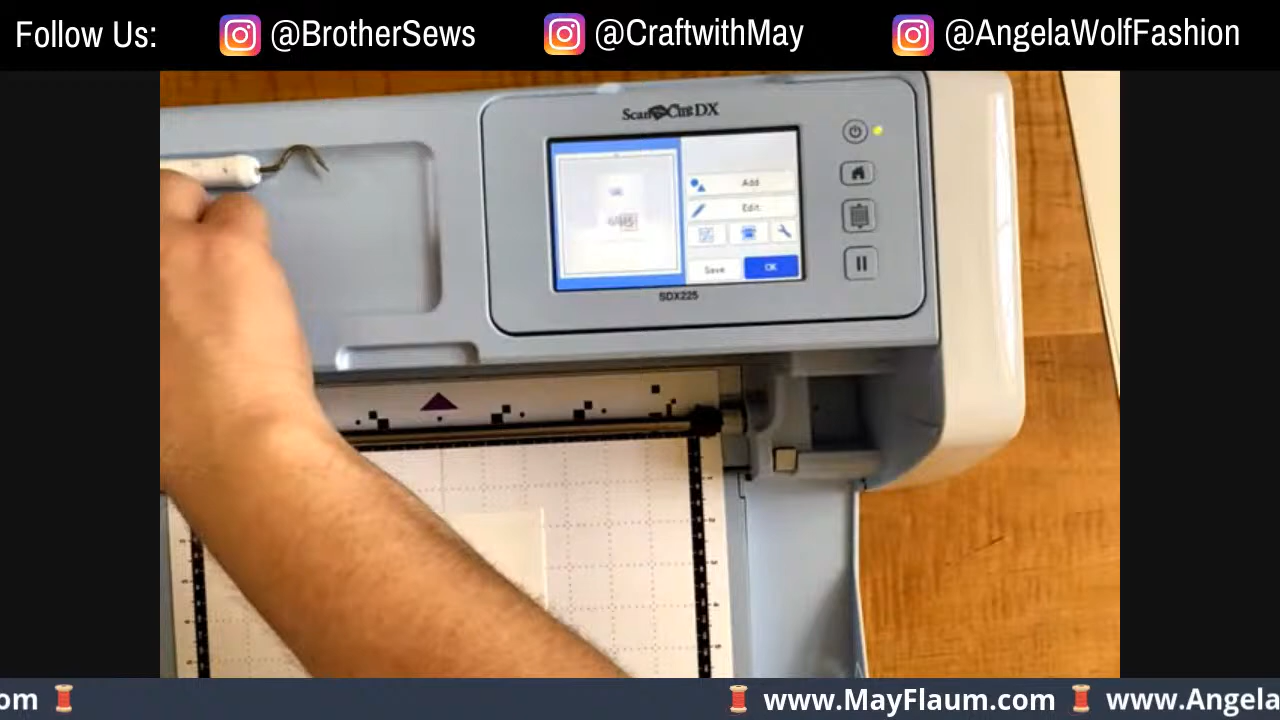 Follow Us: @BrotherSews @CraftwithMay @AngelaWolfFashion
ScanNCut DX
Add
Edit
Save OK
SDX225
om www.MayFlaum.com www.Angela